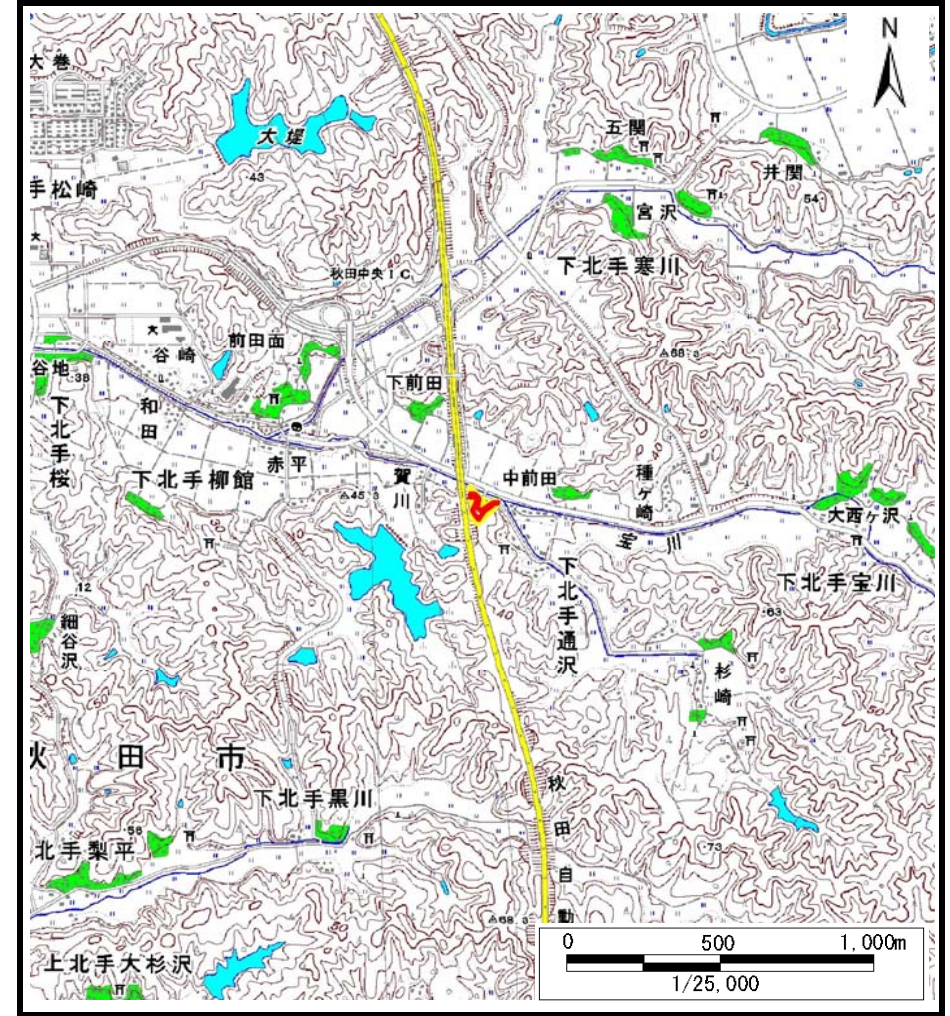 N
大巻
大堤
五関
井関
43
手松崎
54
宮沢
下北手寒川
秋田中央IC
前田面
谷崎
68.3
谷地
38
下前田
下北手桜
和田
赤平
下北手柳館
賀川
45.3
中前田
種ヶ崎
大西ヶ沢
宝川
下北手通沢
下北手宝川
12
63
細谷沢
杉崎
50
50
田市
下北手黒川
56
北手梨平
73
68.3
秋田自動
上北手大杉沢
0 500 1,000m
1/25,000